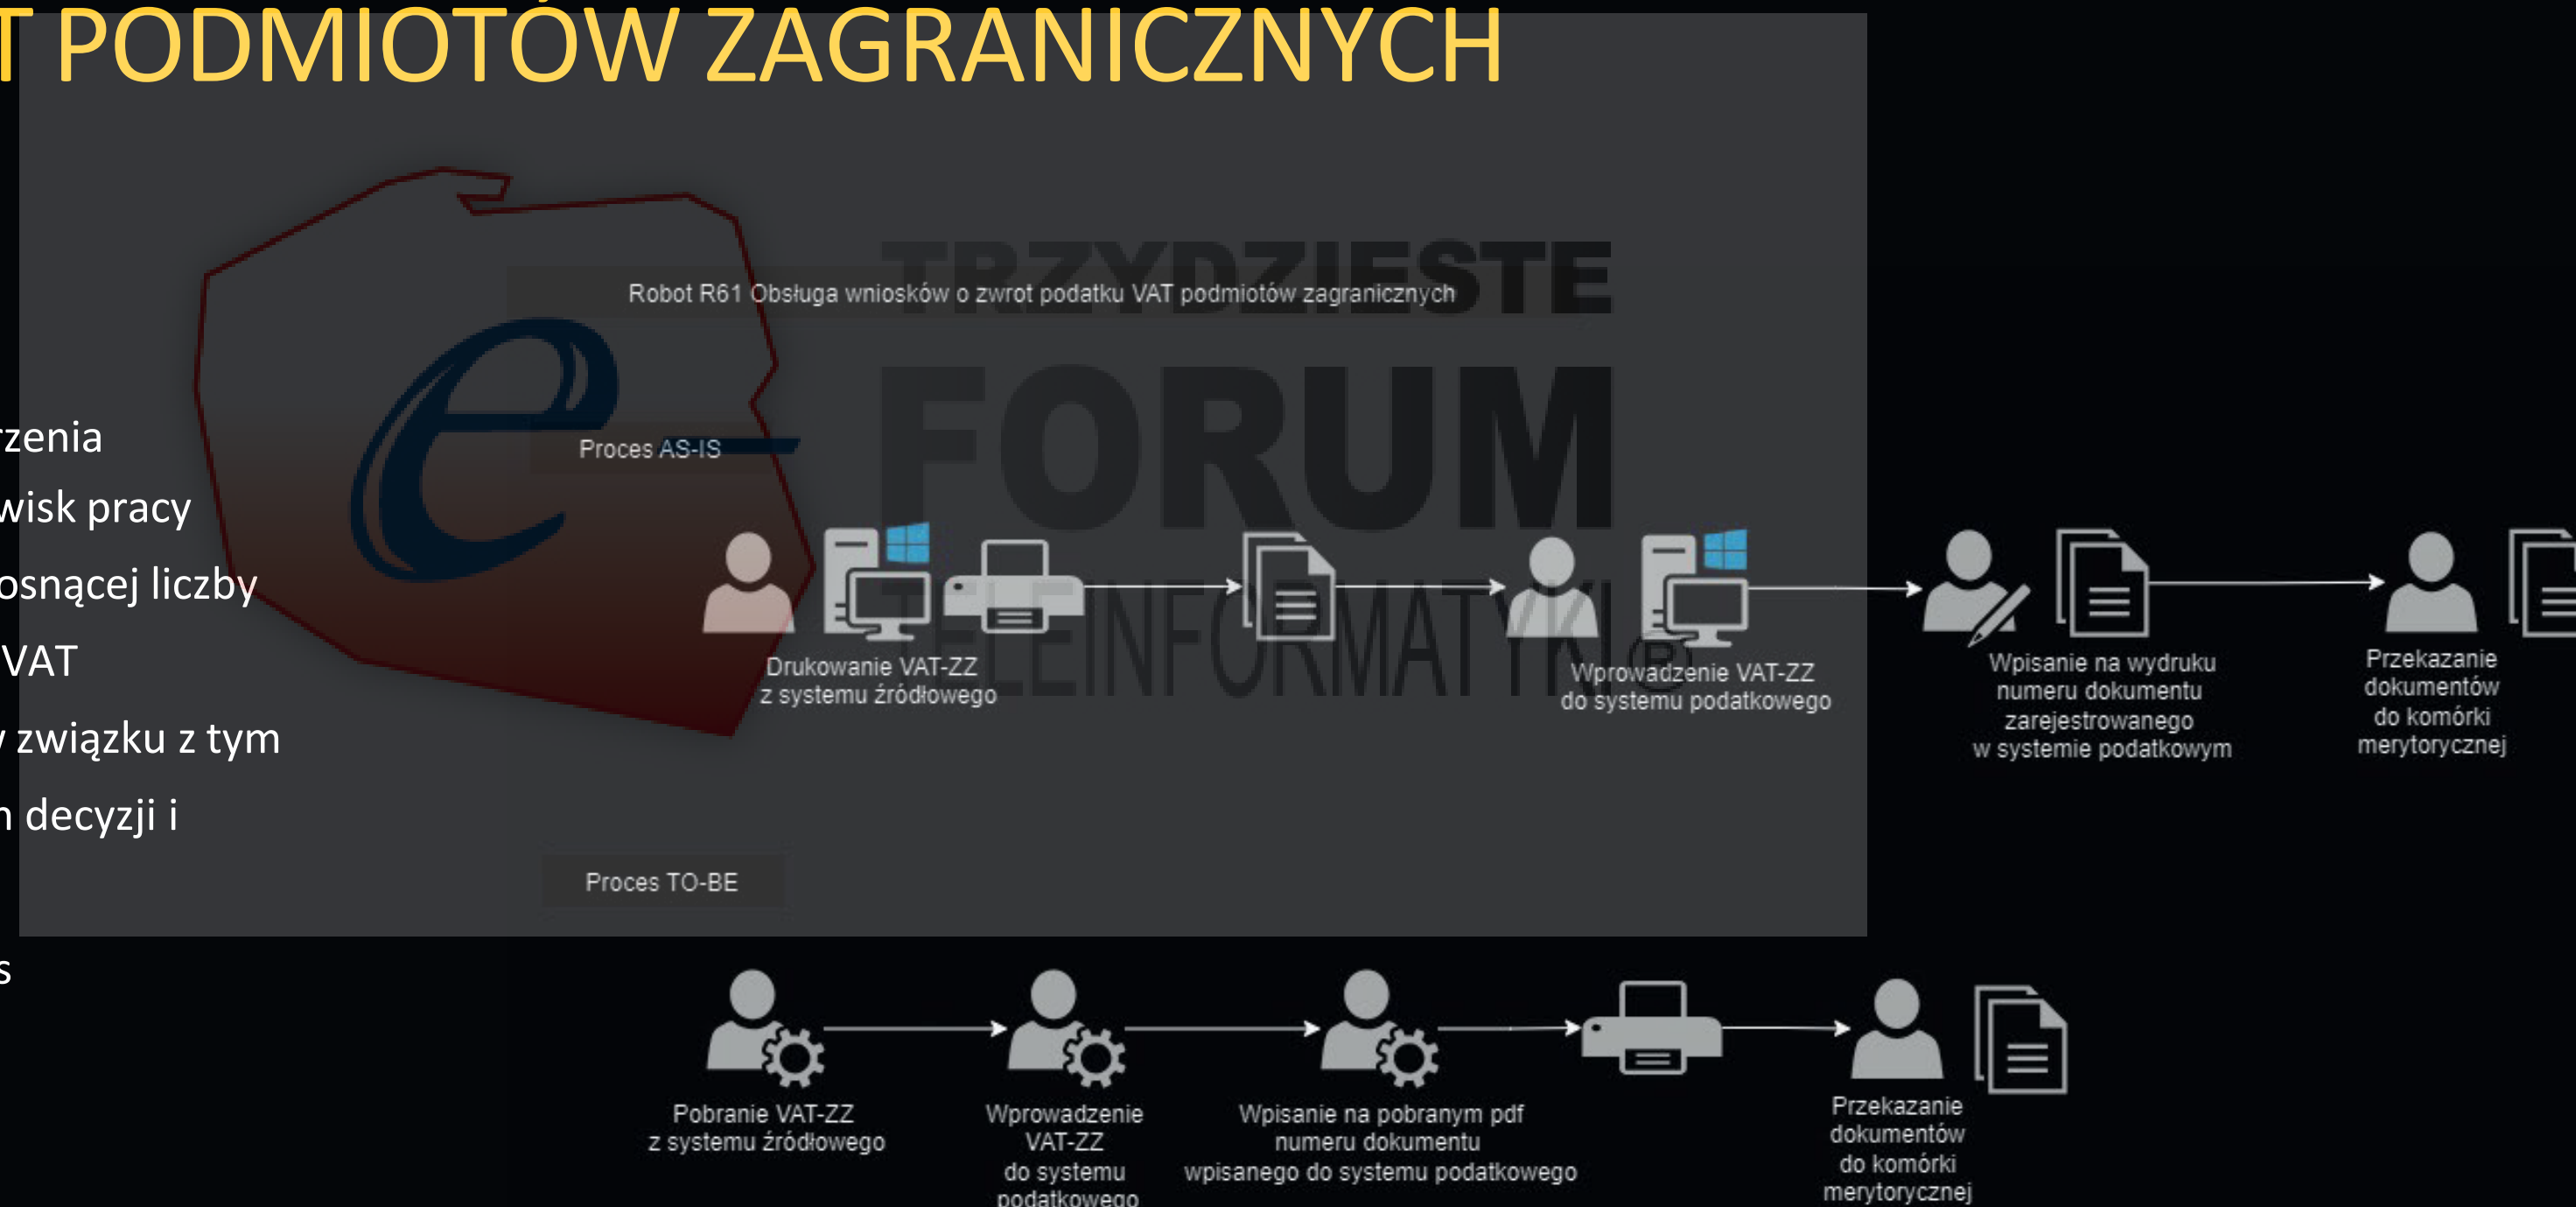 T PODMIOTÓW ZAGRANICZNYCH
TRZYDZIESTE
FORUM
TELEINFORMATYKI ®
e
Robot R61 Obsługa wniosków o zwrot podatku VAT podmiotów zagranicznych
rzenia
wisk pracy
osnącej liczby
VAT
w związku z tym
decyzji i
s
Proces AS-IS
Drukowanie VAT-ZZ
z systemu źródłowego
Wprowadzenie VAT-ZZ
do systemu podatkowego
Wpisanie na wydruku
numeru dokumentu
zarejestrowanego
w systemie podatkowym
Przekazanie
dokumentów
do komórki
merytorycznej
Proces TO-BE
Pobranie VAT-ZZ
z systemu źródłowego
Wprowadzenie
VAT-ZZ
do systemu
podatkowego
Wpisanie na pobranym pdf
numeru dokumentu
wpisanego do systemu podatkowego
Przekazanie
dokumentów
do komórki
merytorycznej